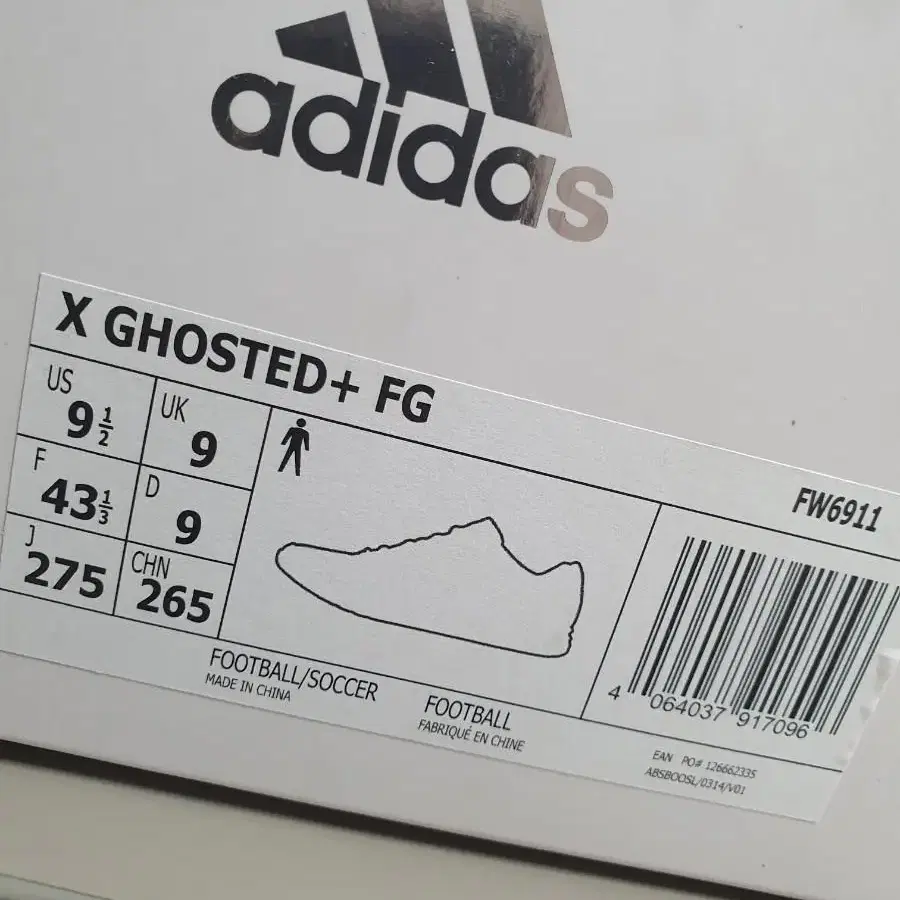 adidas
X GHOSTED+ FG
US
9 1/2
UK
9
F
43 1/3
D
9
J
275
CHN
265
FW6911
4 064037 917096
FOOTBALL/SOCCER
MADE IN CHINA
FOOTBALL
FABRIQUÉ EN CHINE
EAN PO# 126662335
ABSBOOSL/0314/V01